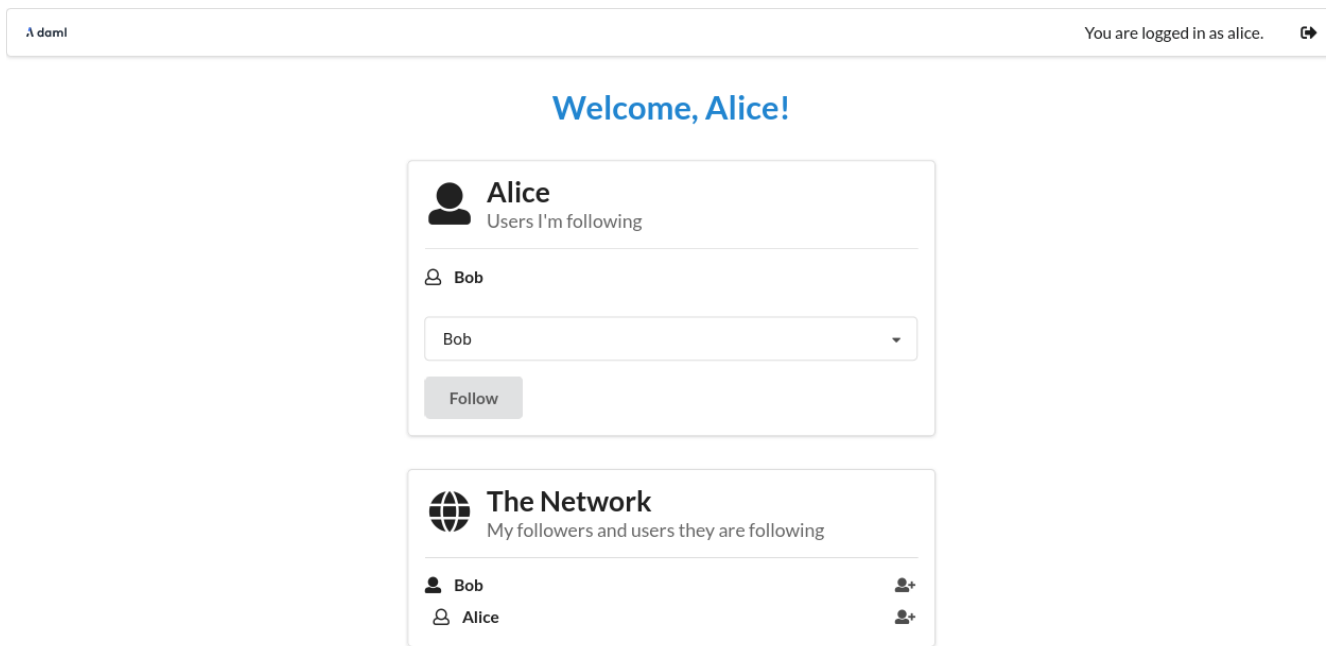 daml
You are logged in as alice.
Welcome, Alice!
Alice
Users I'm following
Bob
Bob
Follow
The Network
My followers and users they are following
Bob
Alice